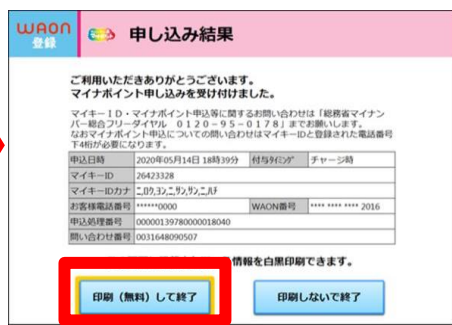 WAON
登録
申し込み結果
ご利用いただきありがとうございます。
マイナポイント申し込みを受け付けました。
マイキーID・マイナポイント申込等に関するお問い合わせは「総務省マイナンバー総合フリーダイヤル 0120-95-0178」までお願いします。
なおマイナポイント申込についての問い合わせはマイキーIDと登録された電話番号下4桁が必要になります。
申込日時 2020年05月14日 18時39分 付与タイミング チャージ時
マイキーID 26423328
マイキーIDカナ ニ,ロク,ヨン,ニ,サン,サン,ニ,ハチ
お客様電話番号 ******0000 WAON番号 **** **** **** 2016
申込処理番号 00000139780000018040
問い合わせ番号 0031648090507
情報を白黒印刷できます。
印刷(無料)して終了 印刷しないで終了